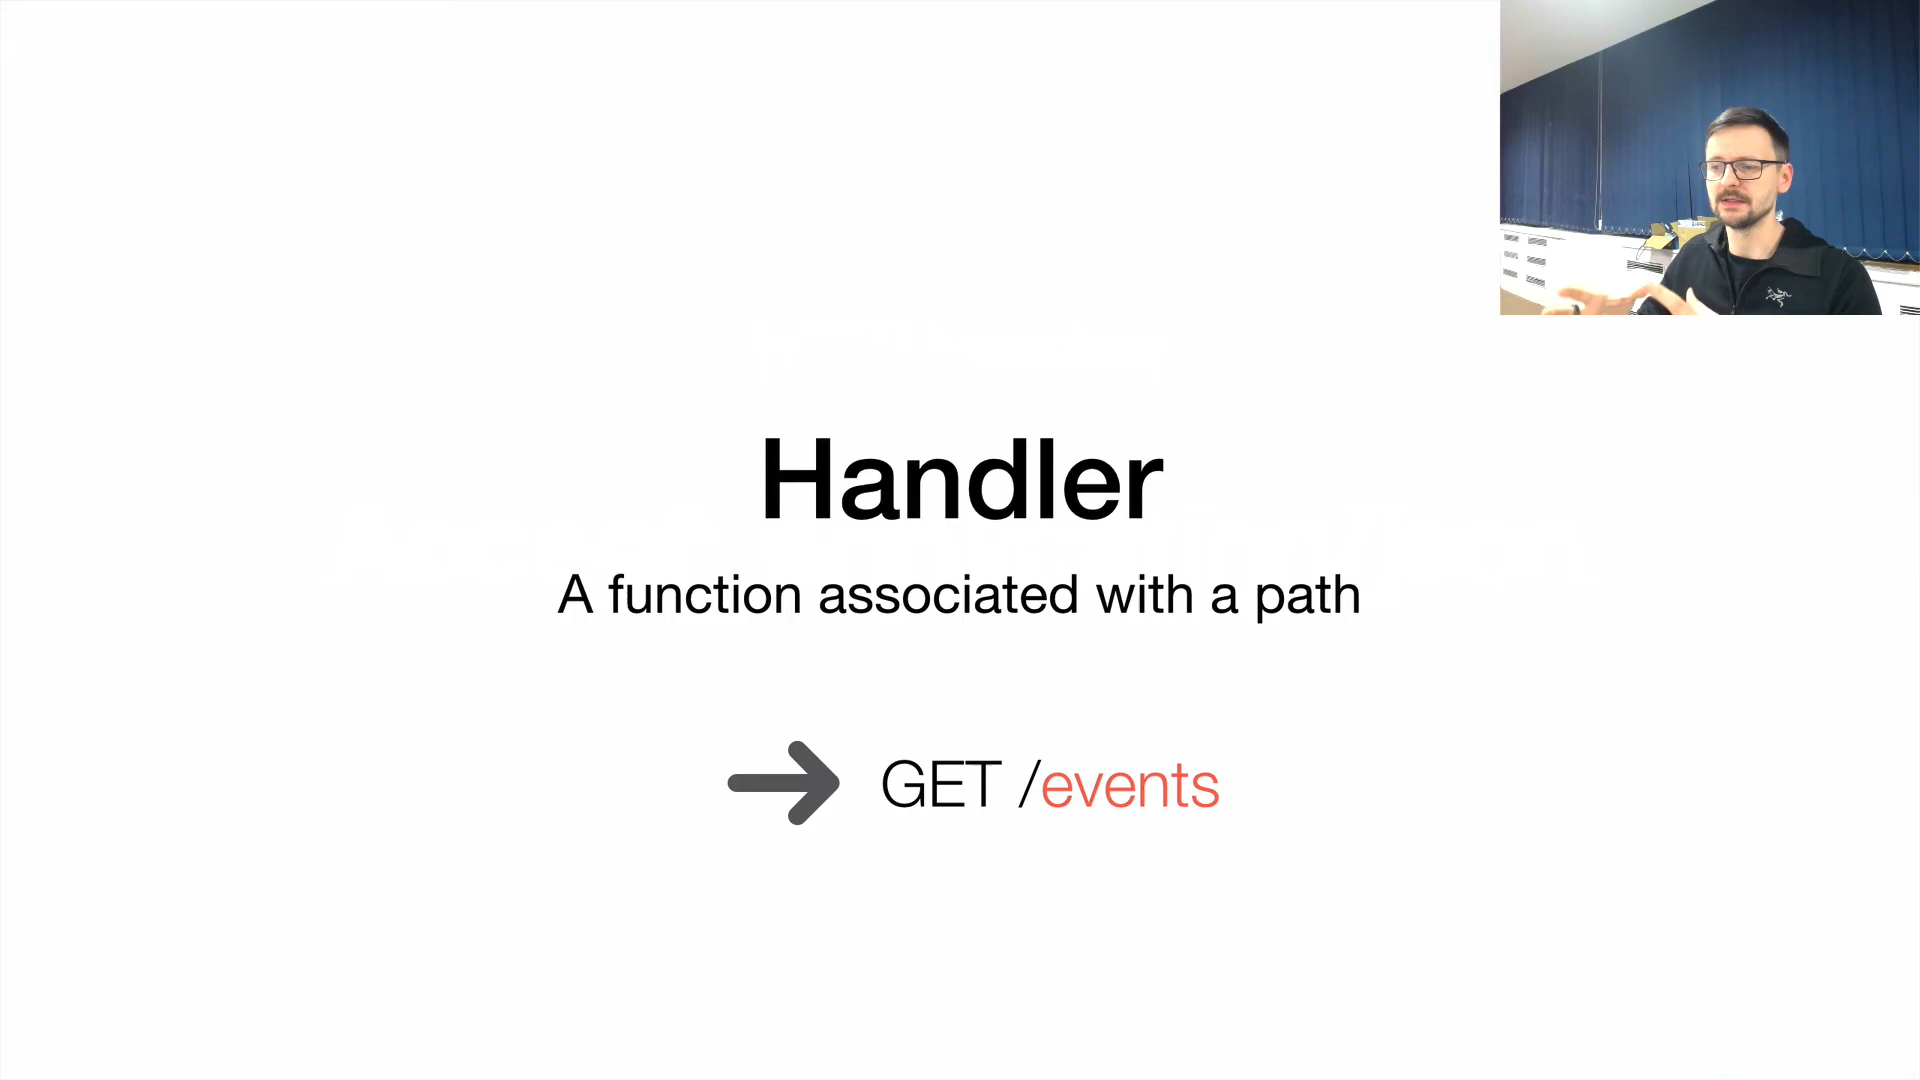 Handler
A function associated with a path
GET /events